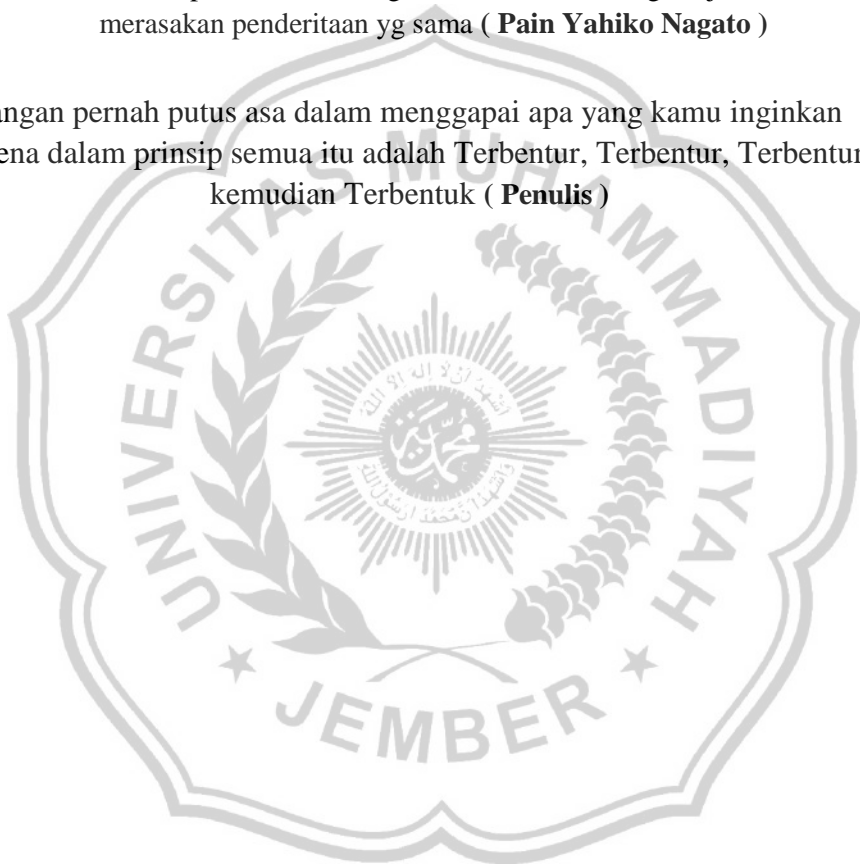 merasakan penderitaan yg sama ( Pain Yahiko Nagato )
angan pernah putus asa dalam menggapai apa yang kamu inginkan
ena dalam prinsip semua itu adalah Terbentur, Terbentur, Terbentur
kemudian Terbentuk ( Penulis )
UNIVERSITAS MUHAMMADIYAH
JEMBER